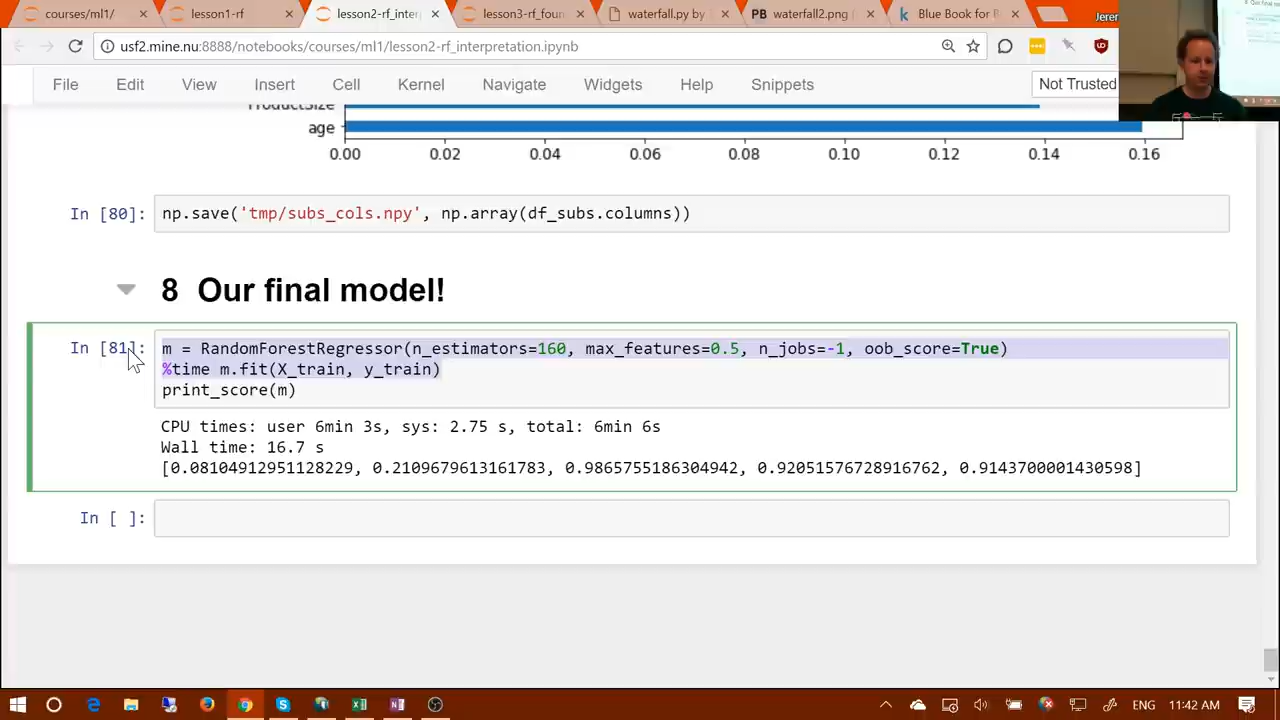 courses/ml1/
lesson1-rf
lesson2-rf_inter
lesson3-rf_fo
waterfall.py by
PB waterfall2.png
Blue Book fo
Jerem
usf2.mine.nu:8888/notebooks/courses/ml1/lesson2-rf_interpretation.ipynb
File Edit View Insert Cell Kernel Navigate Widgets Help Snippets Not Trusted
ProductSize
age
0.00 0.02 0.04 0.06 0.08 0.10 0.12 0.14 0.16
In [80]: np.save('tmp/subs_cols.npy', np.array(df_subs.columns))
8 Our final model!
In [81]: m = RandomForestRegressor(n_estimators=160, max_features=0.5, n_jobs=-1, oob_score=True)
%time m.fit(X_train, y_train)
print_score(m)
CPU times: user 6min 3s, sys: 2.75 s, total: 6min 6s
Wall time: 16.7 s
[0.08104912951128229, 0.2109679613161783, 0.9865755186304942, 0.92051576728916762, 0.9143700001430598]
In [ ]:
ENG 11:42 AM